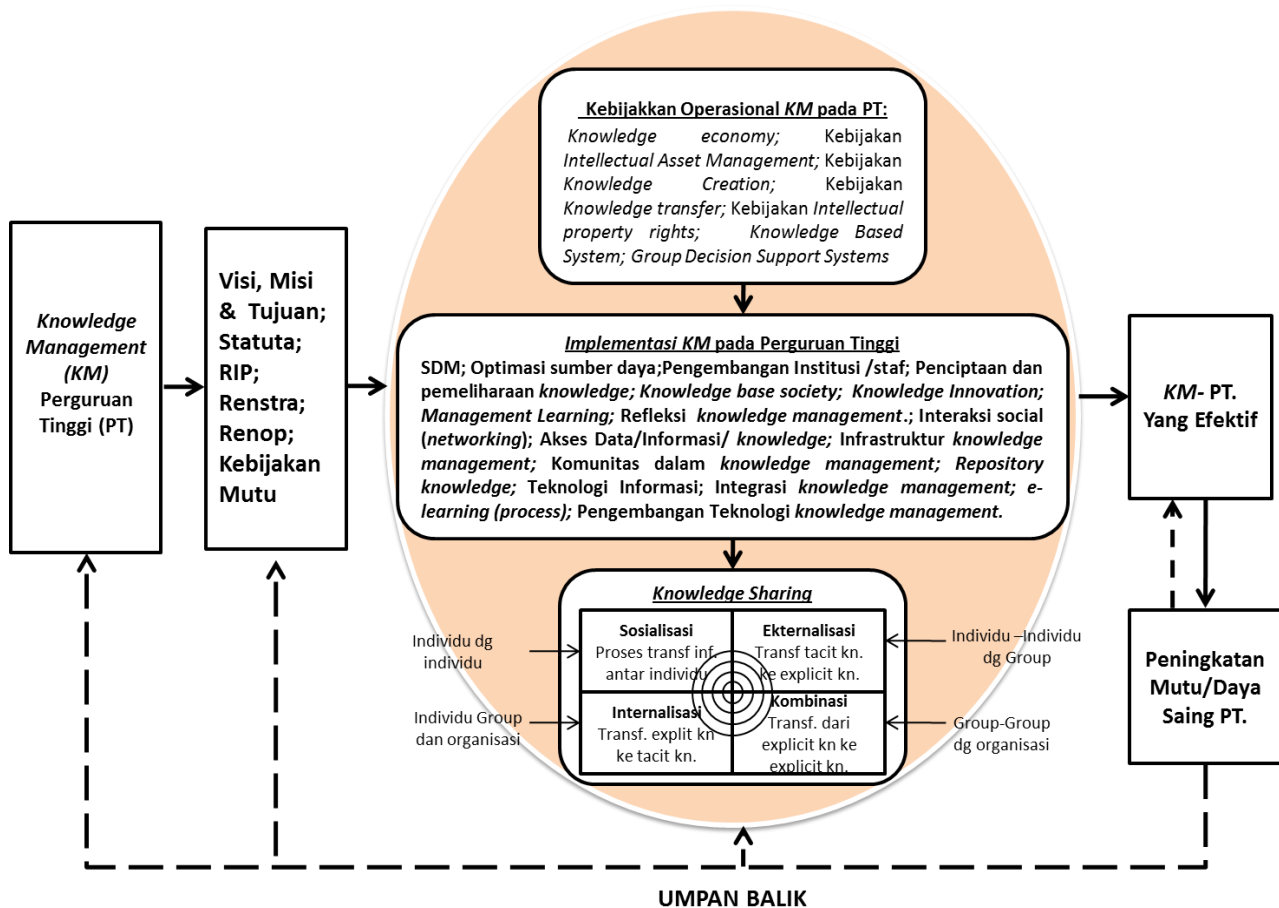 Knowledge
Management
(KM)
Perguruan
Tinggi (PT)
Visi, Misi
& Tujuan;
Statuta;
RIP;
Renstra;
Renop;
Kebijakan
Mutu
Kebijakkan Operasional KM pada PT:
Knowledge economy; Kebijakan
Intellectual Asset Management; Kebijakan
Knowledge Creation; Kebijakan
Knowledge transfer; Kebijakan Intellectual
property rights; Knowledge Based
System; Group Decision Support Systems
Implementasi KM pada Perguruan Tinggi
SDM; Optimasi sumber daya;Pengembangan Institusi /staf; Penciptaan dan
pemeliharaan knowledge; Knowledge base society; Knowledge Innovation;
Management Learning; Refleksi knowledge management.; Interaksi social
(networking); Akses Data/Informasi/ knowledge; Infrastruktur knowledge
management; Komunitas dalam knowledge management; Repository
knowledge; Teknologi Informasi; Integrasi knowledge management; e-
learning (process); Pengembangan Teknologi knowledge management.
Knowledge Sharing
Individu dg
individu
Sosialisasi
Proses transf inf.
antar individu
Ekternalisasi
Transf tacit kn.
ke explicit kn.
Individu –Individu
dg Group
Individu Group
dan organisasi
Internalisasi
Transf. explit kn
ke tacit kn.
Kombinasi
Transf. dari
explicit kn ke
explicit kn.
Group-Group
dg organisasi
KM- PT.
Yang Efektif
Peningkatan
Mutu/Daya
Saing PT.
UMPAN BALIK